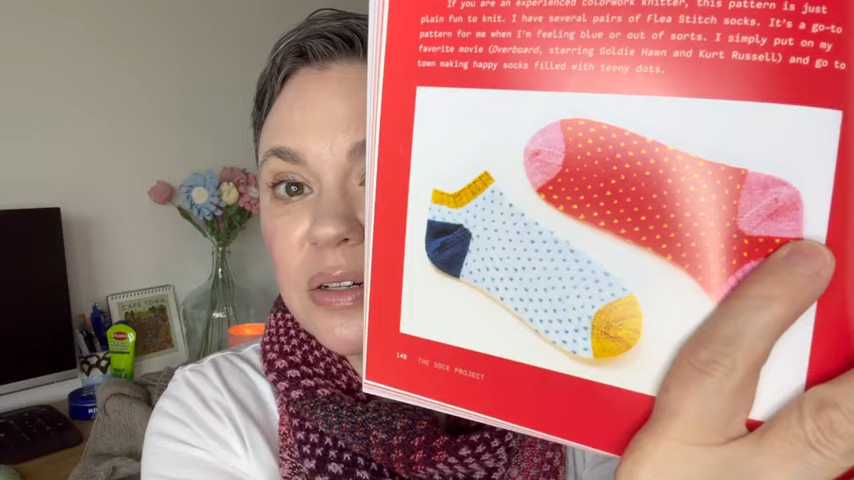 If you are an experienced colorwork knitter, this pattern is just
plain fun to knit. I have several pairs of Flea Stitch socks. It's a go-to
pattern for me when I'm feeling blue or out of sorts. I simply put on my
favorite movie (Overboard, starring Goldie Hawn and Kurt Russell) and go to
town making happy socks filled with teeny dots.
148 THE SOCK PROJECT
CAPE TOWN